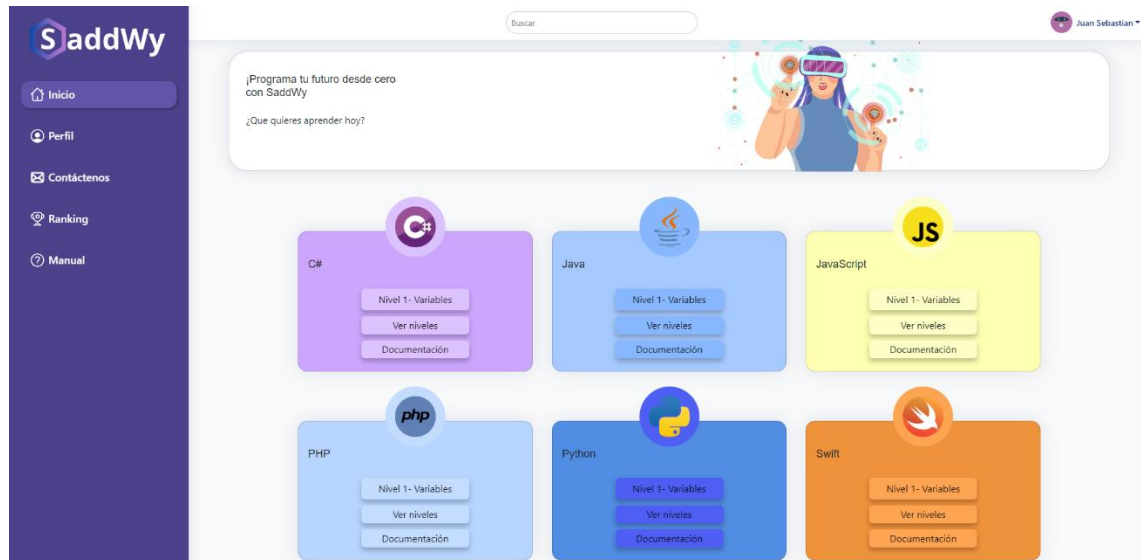 SaddWy
Buscar
Juan Sebastian
Inicio
Perfil
Contáctenos
Ranking
Manual
¡Programa tu futuro desde cero
con SaddWy
¿Que quieres aprender hoy?
C#
C#
Nivel 1- Variables
Ver niveles
Documentación
Java
Nivel 1- Variables
Ver niveles
Documentación
JS
JavaScript
Nivel 1- Variables
Ver niveles
Documentación
php
PHP
Nivel 1- Variables
Ver niveles
Documentación
Python
Nivel 1- Variables
Ver niveles
Documentación
Swift
Nivel 1- Variables
Ver niveles
Documentación